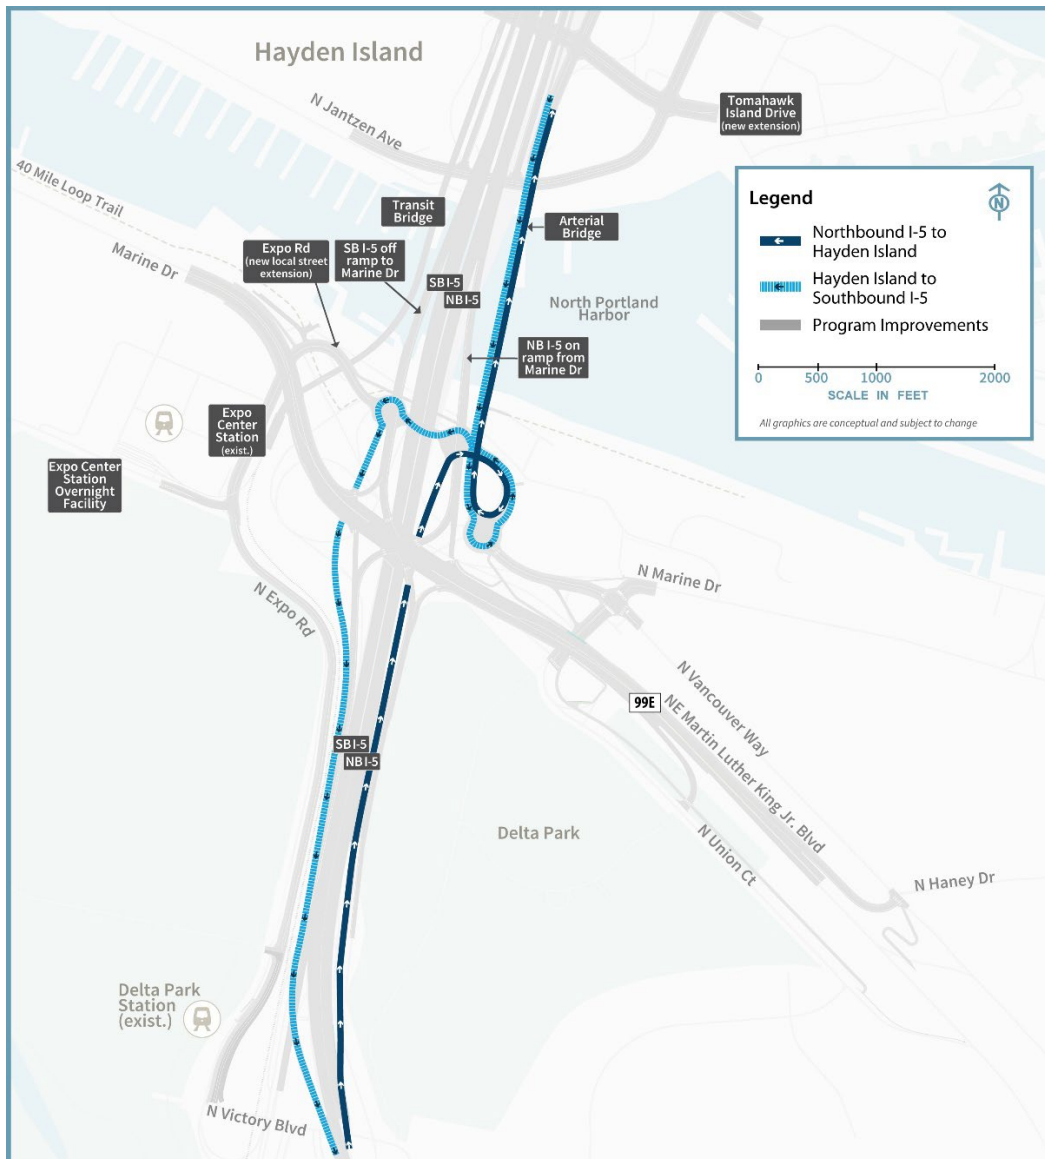 Hayden Island
N Jantzen Ave
Tomahawk
Island Drive
(new extension)
40 Mile Loop Trail
Marine Dr
Transit
Bridge
Arterial
Bridge
Expo Rd
(new local street
extension)
SB I-5 off
ramp to
Marine Dr
SB I-5
NB I-5
North Portland
Harbor
NB I-5 on
ramp from
Marine Dr
Legend
N
Northbound I-5 to
Hayden Island
Hayden Island to
Southbound I-5
Program Improvements
0 500 1000 2000
SCALE IN FEET
All graphics are conceptual and subject to change
Expo
Center
Station
(exist.)
Expo Center
Station
Overnight
Facility
N Expo Rd
N Marine Dr
N Vancouver Way
99E
NE Martin Luther King Jr. Blvd
SB I-5
NB I-5
Delta Park
N Union Ct
N Haney Dr
Delta Park
Station
(exist.)
N Victory Blvd